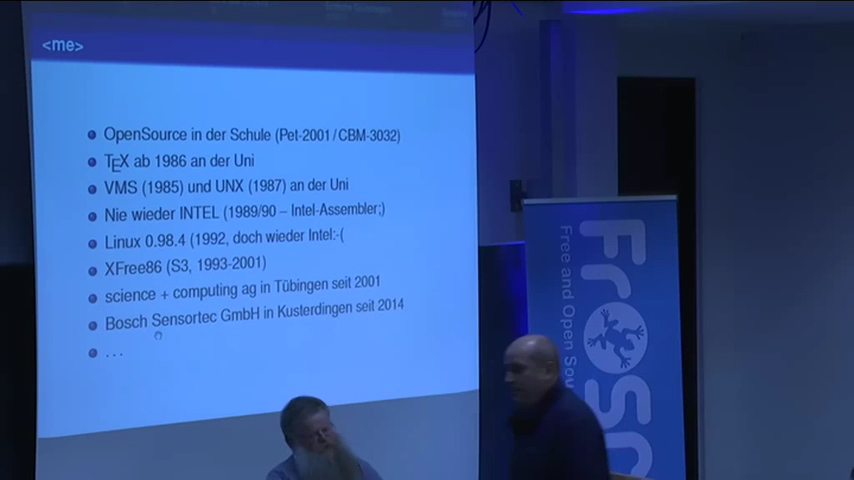 <me>
OpenSource in der Schule (Pet-2001 / CBM-3032)
TEX ab 1986 an der Uni
VMS (1985) und UNX (1987) an der Uni
Nie wieder INTEL (1989/90 – Intel-Assembler;)
Linux 0.98.4 (1992, doch wieder Intel:-(
XFree86 (S3, 1993-2001)
science + computing ag in Tübingen seit 2001
Bosch Sensortec GmbH in Kusterdingen seit 2014
...
FrOSC
Free and Open Sou